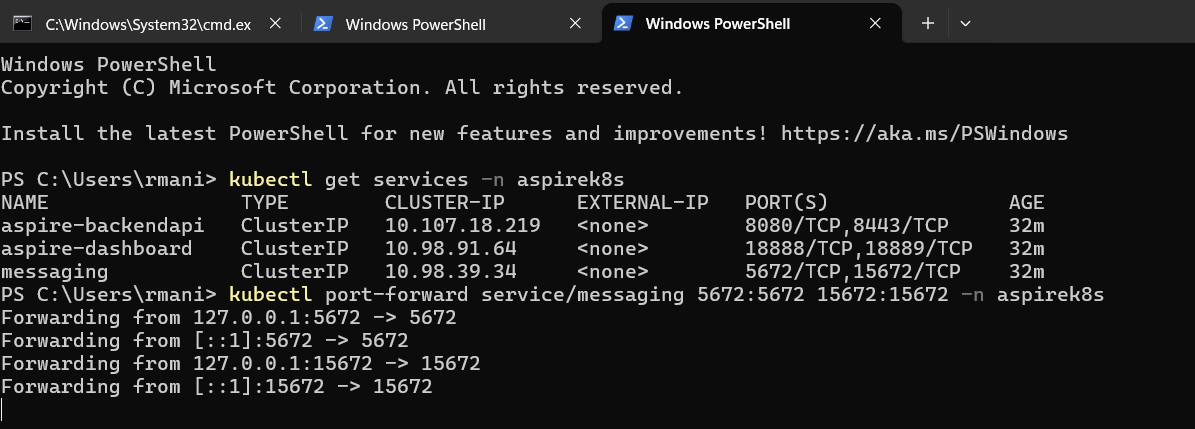 C:\Windows\System32\cmd.ex
Windows PowerShell
Windows PowerShell
Windows PowerShell
Copyright (C) Microsoft Corporation. All rights reserved.
Install the latest PowerShell for new features and improvements! https://aka.ms/PSWindows
PS C:\Users\rmani> kubectl get services -n aspirek8s
NAME TYPE CLUSTER-IP EXTERNAL-IP PORT(S) AGE
aspire-backendapi ClusterIP 10.107.18.219 <none> 8080/TCP,8443/TCP 32m
aspire-dashboard ClusterIP 10.98.91.64 <none> 18888/TCP,18889/TCP 32m
messaging ClusterIP 10.98.39.34 <none> 5672/TCP,15672/TCP 32m
PS C:\Users\rmani> kubectl port-forward service/messaging 5672:5672 15672:15672 -n aspirek8s
Forwarding from 127.0.0.1:5672 -> 5672
Forwarding from [::1]:5672 -> 5672
Forwarding from 127.0.0.1:15672 -> 15672
Forwarding from [::1]:15672 -> 15672